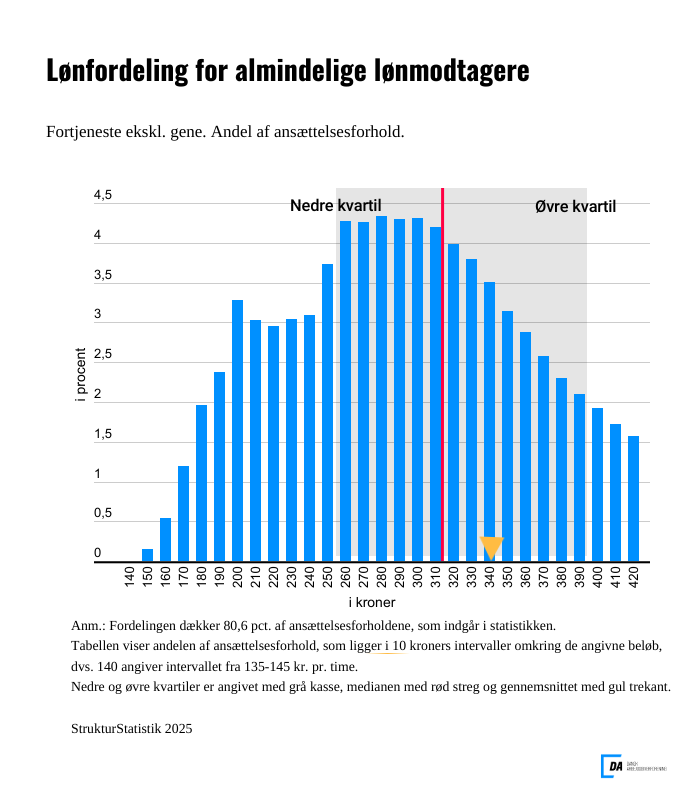 Lønfordeling for almindelige lønmodtagere
Fortjeneste ekskl. gene. Andel af ansættelsesforhold.
Nedre kvartil
Øvre kvartil
4,5
4
3,5
3
2,5
2
1,5
1
0,5
0
i procent
140 150 160 170 180 190 200 210 220 230 240 250 260 270 280 290 300 310 320 330 340 350 360 370 380 390 400 410 420
i kroner
Anm.: Fordelingen dækker 80,6 pct. af ansættelsesforholdene, som indgår i statistikken.
Tabellen viser andelen af ansættelsesforhold, som ligger i 10 kroners intervaller omkring de angivne beløb,
dvs. 140 angiver intervallet fra 135-145 kr. pr. time.
Nedre og øvre kvartiler er angivet med grå kasse, medianen med rød streg og gennemsnittet med gul trekant.
StrukturStatistik 2025
DA